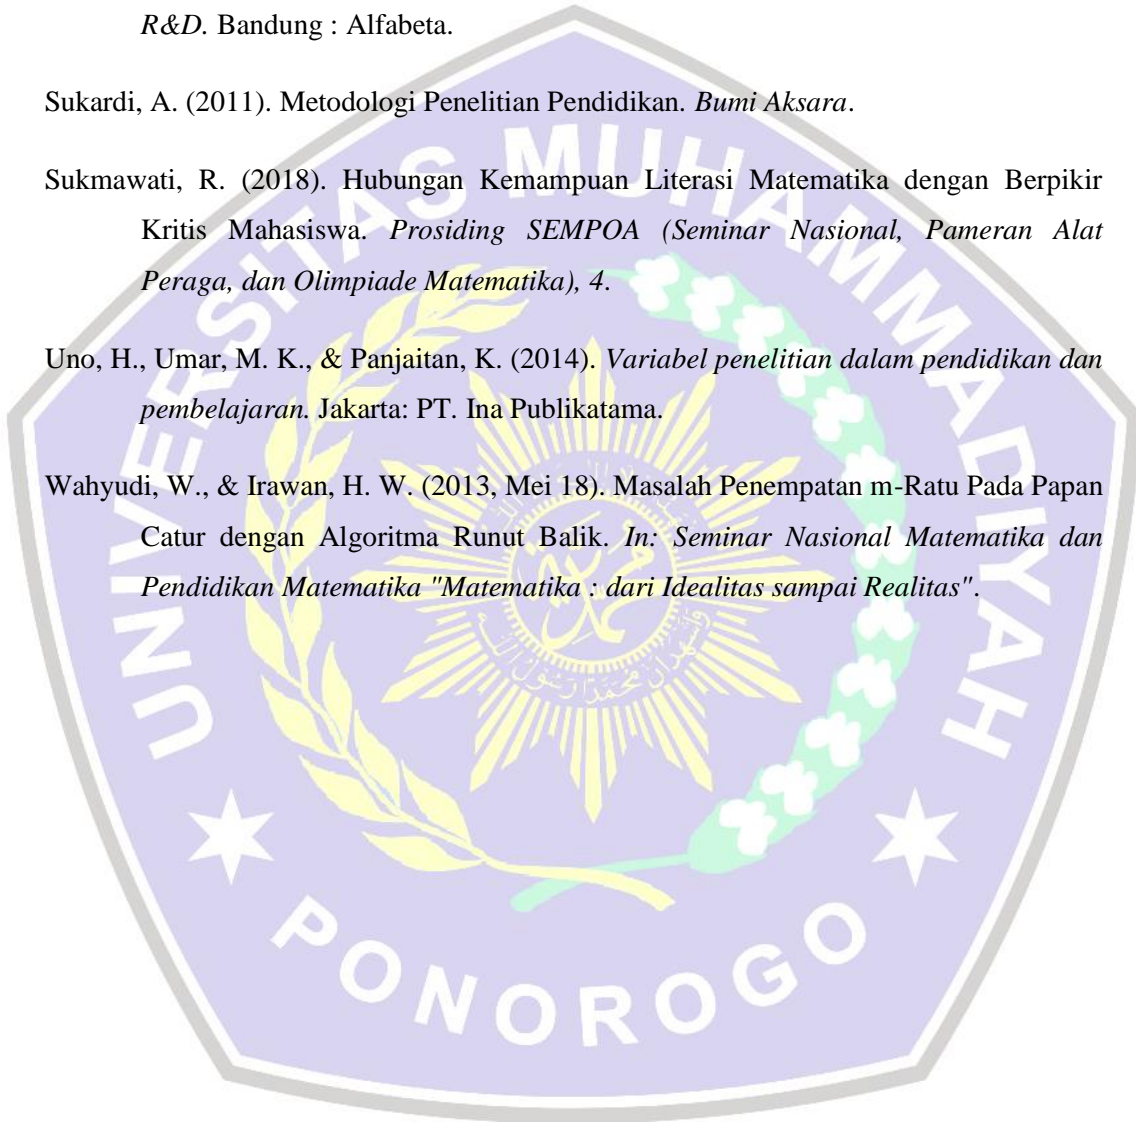 R&D. Bandung : Alfabeta.
Sukardi, A. (2011). Metodologi Penelitian Pendidikan. Bumi Aksara.
Sukmawati, R. (2018). Hubungan Kemampuan Literasi Matematika dengan Berpikir
Kritis Mahasiswa. Prosiding SEMPOA (Seminar Nasional, Pameran Alat
Peraga, dan Olimpiade Matematika), 4.
Uno, H., Umar, M. K., & Panjaitan, K. (2014). Variabel penelitian dalam pendidikan dan
pembelajaran. Jakarta: PT. Ina Publikatama.
Wahyudi, W., & Irawan, H. W. (2013, Mei 18). Masalah Penempatan m-Ratu Pada Papan
Catur dengan Algoritma Runut Balik. In: Seminar Nasional Matematika dan
Pendidikan Matematika "Matematika : dari Idealitas sampai Realitas".
UNIVERSITAS MUHAMMADIYAH
PONOROGO